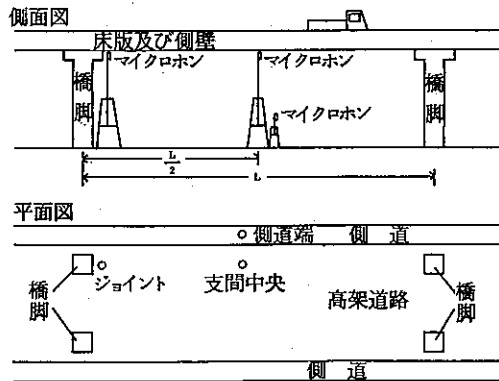 側面図
床版及び側壁
マイクロホン マイクロホン
橋脚 橋脚
マイクロホン
L/2
L
平面図
側道端 側道
ジョイント 支間中央
橋脚 高架道路 橋脚
側道